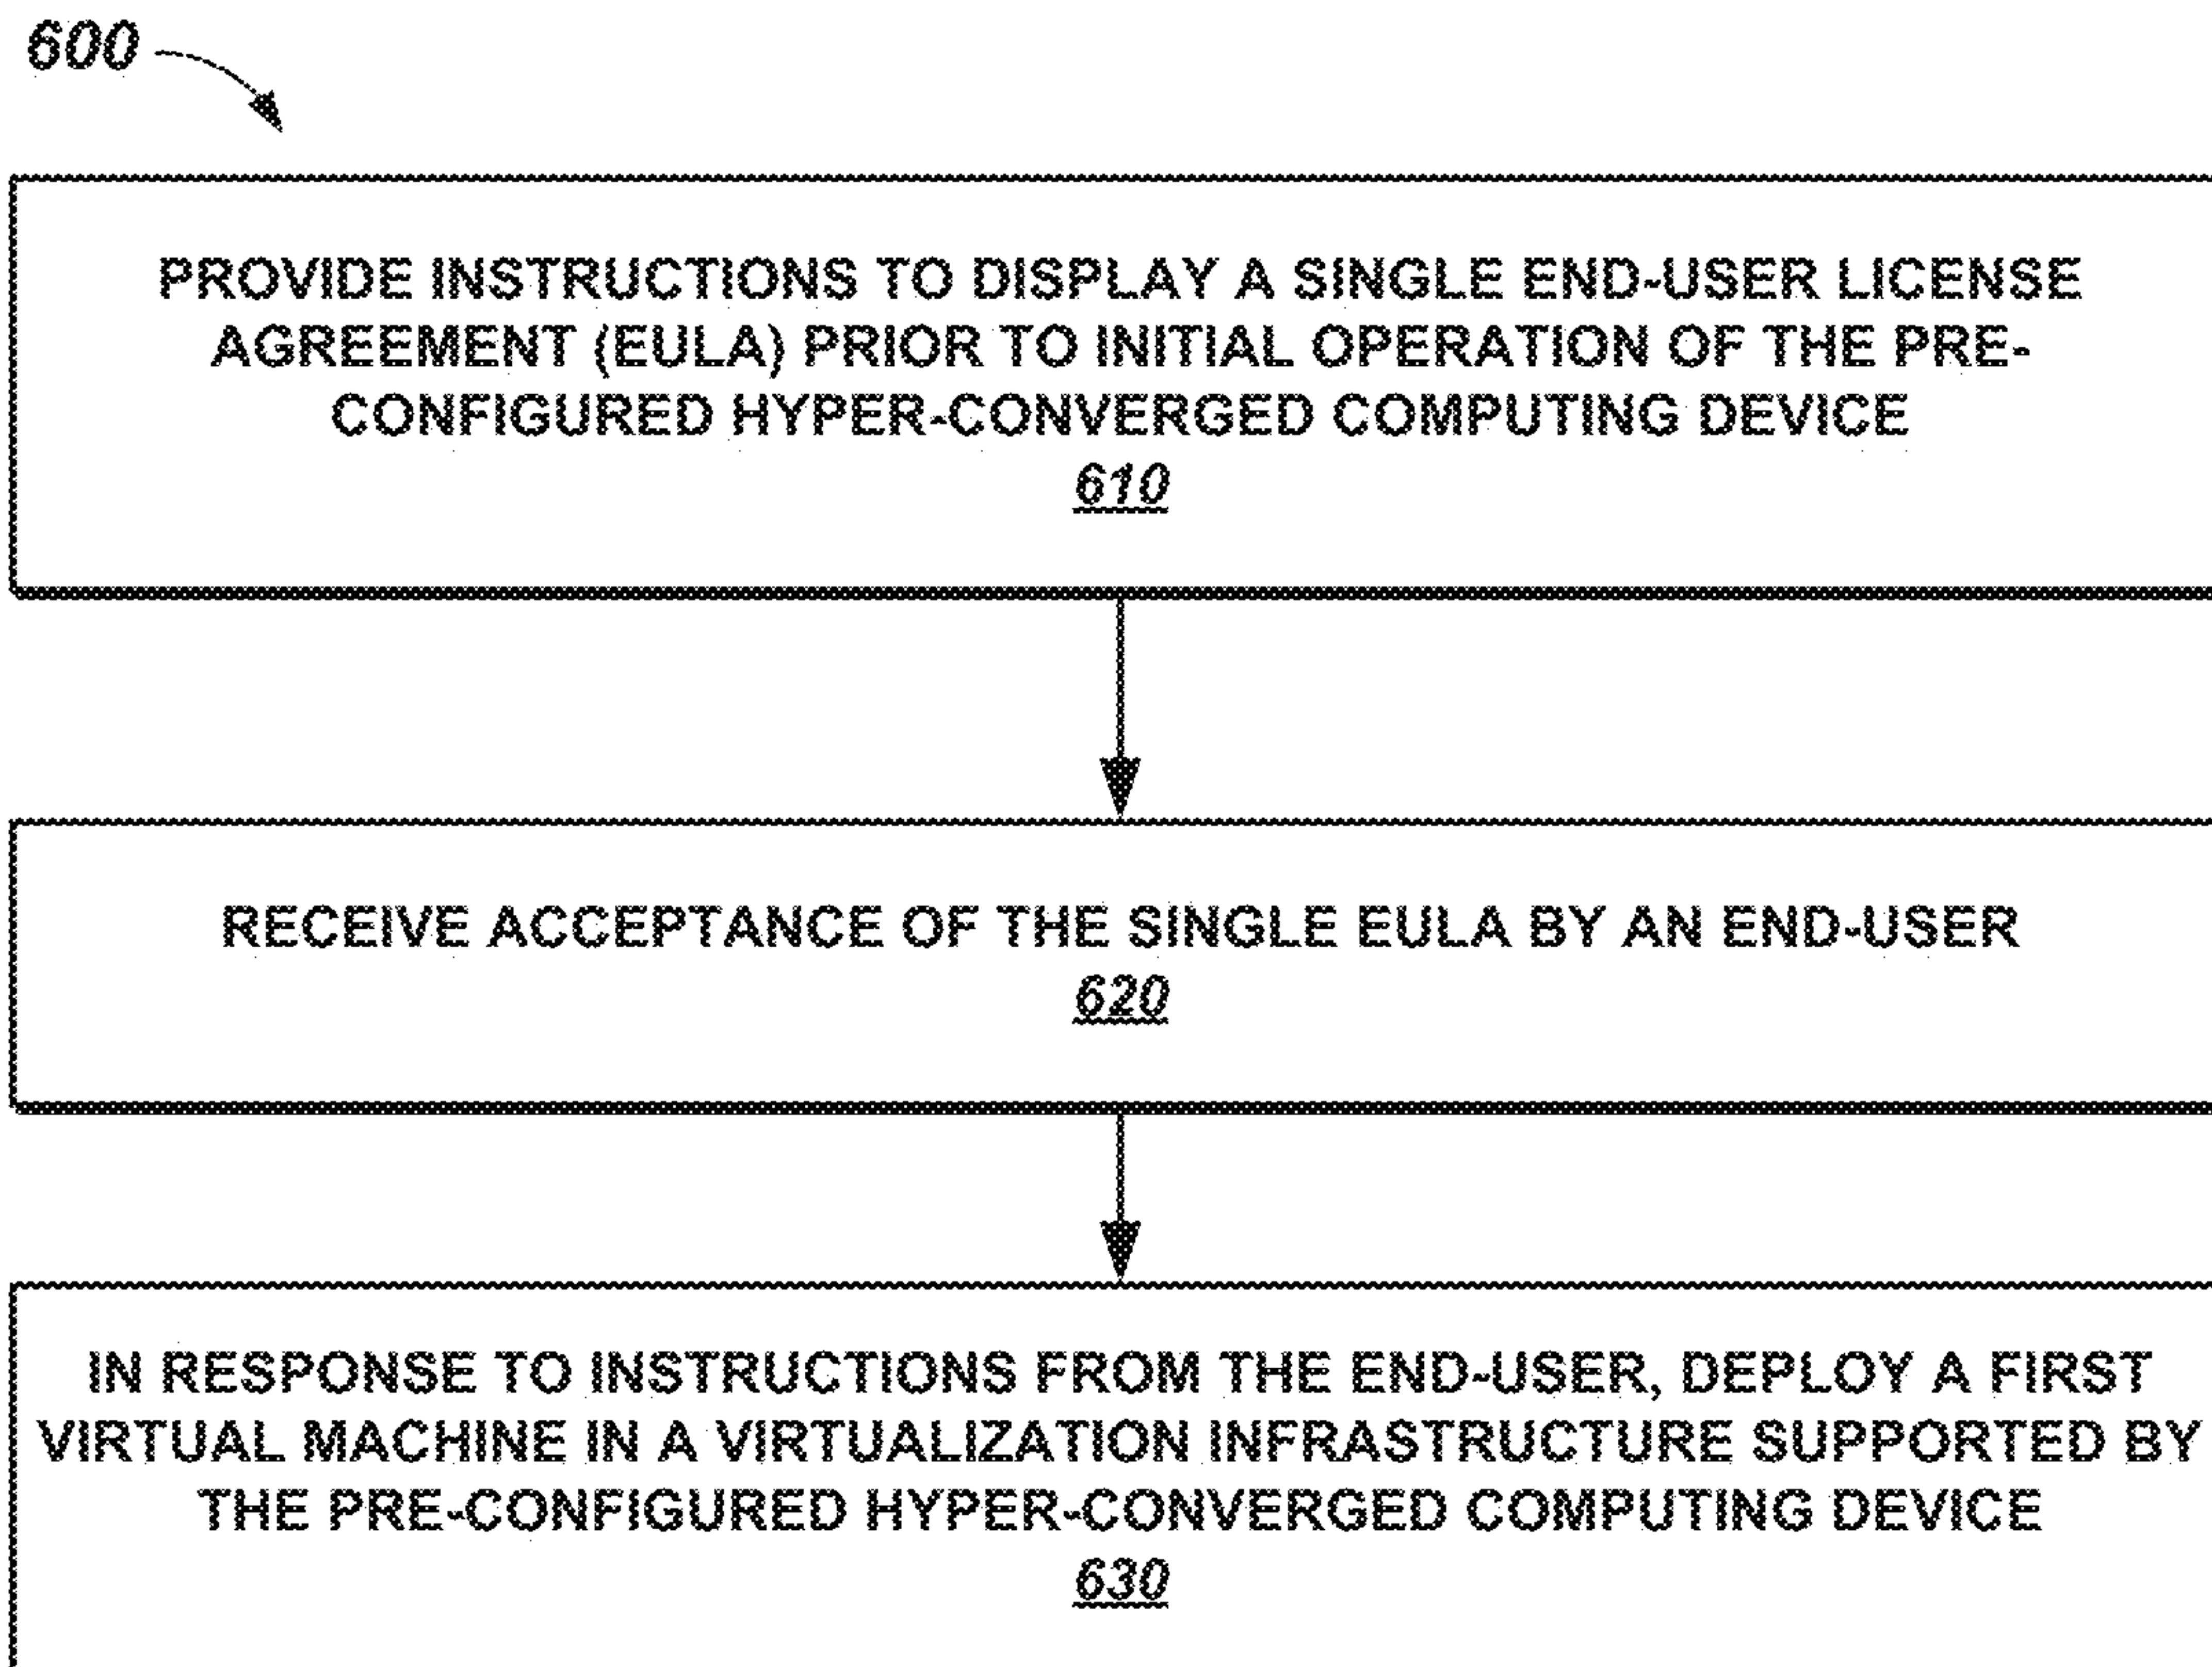 600
PROVIDE INSTRUCTIONS TO DISPLAY A SINGLE END-USER LICENSE
AGREEMENT (EULA) PRIOR TO INITIAL OPERATION OF THE PRE-
CONFIGURED HYPER-CONVERGED COMPUTING DEVICE
610
RECEIVE ACCEPTANCE OF THE SINGLE EULA BY AN END-USER
620
IN RESPONSE TO INSTRUCTIONS FROM THE END-USER, DEPLOY A FIRST
VIRTUAL MACHINE IN A VIRTUALIZATION INFRASTRUCTURE SUPPORTED BY
THE PRE-CONFIGURED HYPER-CONVERGED COMPUTING DEVICE
630